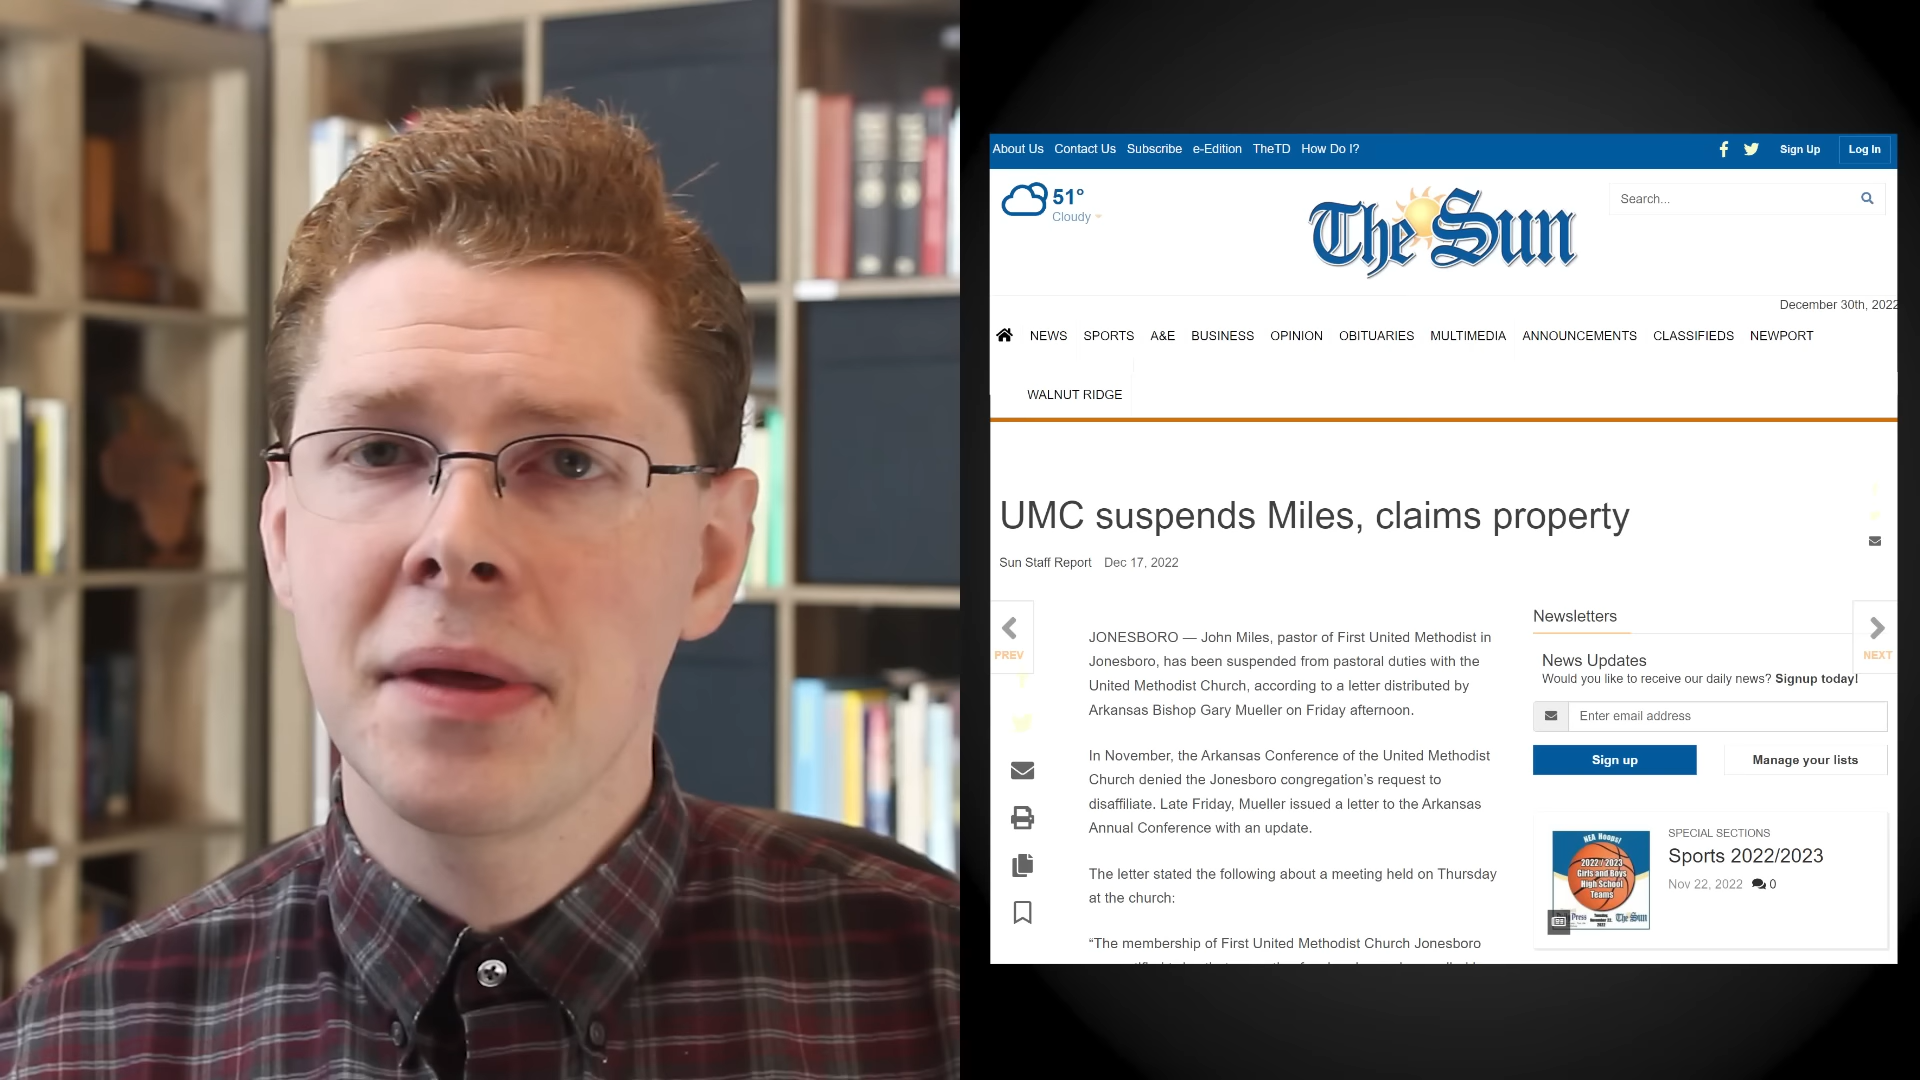 About Us Contact Us Subscribe e-Edition TheTD How Do I?
Sign Up Log In
51°
Cloudy
The Sun
Search...
December 30th, 2022
NEWS SPORTS A&E BUSINESS OPINION OBITUARIES MULTIMEDIA ANNOUNCEMENTS CLASSIFIEDS NEWPORT
WALNUT RIDGE
UMC suspends Miles, claims property
Sun Staff Report Dec 17, 2022
PREV
JONESBORO — John Miles, pastor of First United Methodist in
Jonesboro, has been suspended from pastoral duties with the
United Methodist Church, according to a letter distributed by
Arkansas Bishop Gary Mueller on Friday afternoon.
In November, the Arkansas Conference of the United Methodist
Church denied the Jonesboro congregation's request to
disaffiliate. Late Friday, Mueller issued a letter to the Arkansas
Annual Conference with an update.
The letter stated the following about a meeting held on Thursday
at the church:
“The membership of First United Methodist Church Jonesboro
Newsletters
NEXT
News Updates
Would you like to receive our daily news? Signup today!
Enter email address
Sign up
Manage your lists
NEA Hoops!
2022/2023
Girls and Boys
High School
Teams
The Sun
SPECIAL SECTIONS
Sports 2022/2023
Nov 22, 2022 0